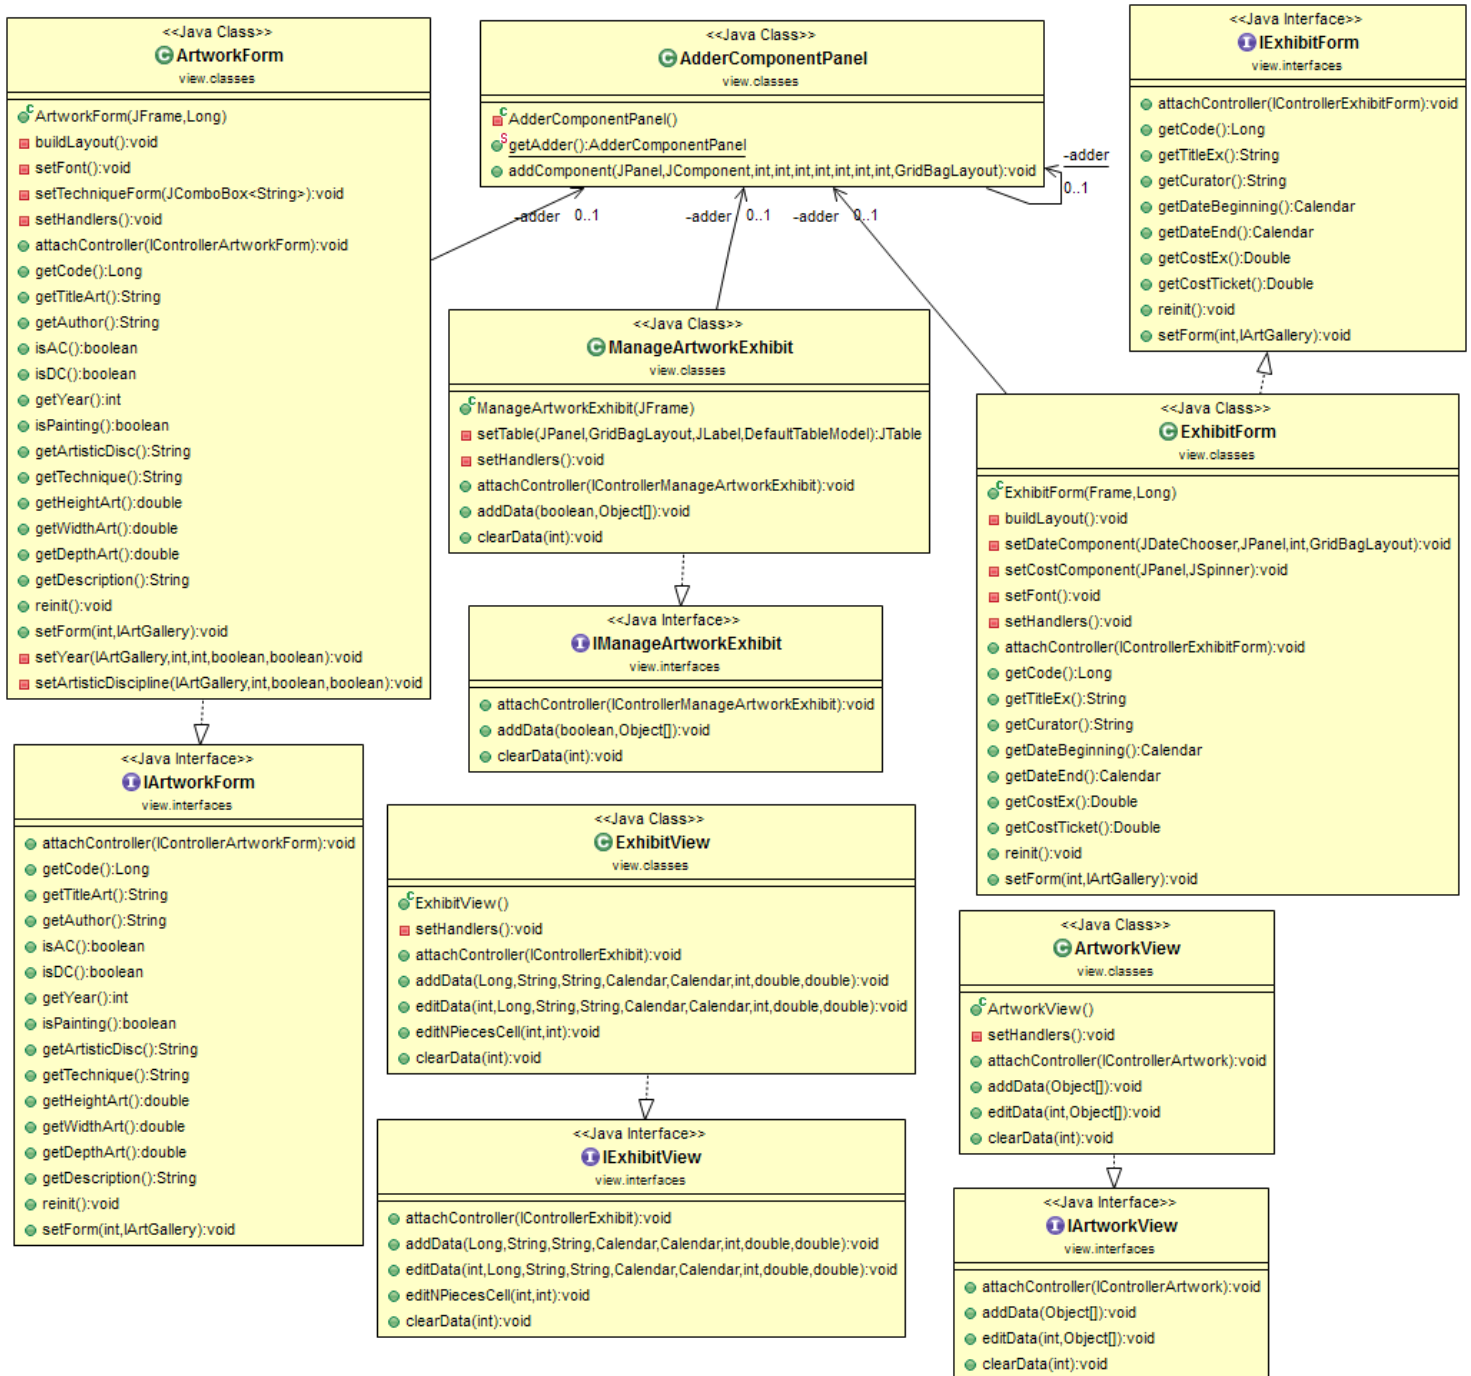 <<Java Class>>
ArtworkForm
view.classes
ArtworkForm(JFrame,Long)
buildLayout():void
setFont():void
setTechniqueForm(JComboBox<String>):void
setHandlers():void
attachController(IControllerArtworkForm):void
getCode():Long
getTitleArt():String
getAuthor():String
isAC():boolean
isDC():boolean
getYear():int
isPainting():boolean
getArtisticDisc():String
getTechnique():String
getHeightArt():double
getWidthArt():double
getDepthArt():double
getDescription():String
reinit():void
setForm(int,IArtGallery):void
setYear(IArtGallery,int,int,boolean,boolean):void
setArtisticDiscipline(IArtGallery,int,boolean,boolean):void
<<Java Interface>>
IArtworkForm
view.interfaces
attachController(IControllerArtworkForm):void
getCode():Long
getTitleArt():String
getAuthor():String
isAC():boolean
isDC():boolean
getYear():int
isPainting():boolean
getArtisticDisc():String
getTechnique():String
getHeightArt():double
getWidthArt():double
getDepthArt():double
getDescription():String
reinit():void
setForm(int,IArtGallery):void
<<Java Class>>
AdderComponentPanel
view.classes
AdderComponentPanel()
getAdder():AdderComponentPanel
addComponent(JPanel,JComponent,int,int,int,int,int,int,int,GridBagLayout):void
-adder
0..1
-adder 0..1
-adder 0..1
-adder 0..1
<<Java Class>>
ManageArtworkExhibit
view.classes
ManageArtworkExhibit(JFrame)
setTable(JPanel,GridBagLayout,JLabel,DefaultTableModel):JTable
setHandlers():void
attachController(IControllerManageArtworkExhibit):void
addData(boolean,Object[]):void
clearData(int):void
<<Java Interface>>
IManageArtworkExhibit
view.interfaces
attachController(IControllerManageArtworkExhibit):void
addData(boolean,Object[]):void
clearData(int):void
<<Java Class>>
ExhibitView
view.classes
ExhibitView()
setHandlers():void
attachController(IControllerExhibit):void
addData(Long,String,String,Calendar,Calendar,int,double,double):void
editData(int,Long,String,String,Calendar,Calendar,int,double,double):void
editNPiecesCell(int,int):void
clearData(int):void
<<Java Interface>>
IExhibitView
view.interfaces
attachController(IControllerExhibit):void
addData(Long,String,String,Calendar,Calendar,int,double,double):void
editData(int,Long,String,String,Calendar,Calendar,int,double,double):void
editNPiecesCell(int,int):void
clearData(int):void
<<Java Interface>>
IExhibitForm
view.interfaces
attachController(IControllerExhibitForm):void
getCode():Long
getTitleEx():String
getCurator():String
getDateBeginning():Calendar
getDateEnd():Calendar
getCostEx():Double
getCostTicket():Double
reinit():void
setForm(int,IArtGallery):void
<<Java Class>>
ExhibitForm
view.classes
ExhibitForm(Frame,Long)
buildLayout():void
setDateComponent(JDateChooser,JPanel,int,GridBagLayout):void
setCostComponent(JPanel,JSpinner):void
setFont():void
setHandlers():void
attachController(IControllerExhibitForm):void
getCode():Long
getTitleEx():String
getCurator():String
getDateBeginning():Calendar
getDateEnd():Calendar
getCostEx():Double
getCostTicket():Double
reinit():void
setForm(int,IArtGallery):void
<<Java Class>>
ArtworkView
view.classes
ArtworkView()
setHandlers():void
attachController(IControllerArtwork):void
addData(Object[]):void
editData(int,Object[]):void
clearData(int):void
<<Java Interface>>
IArtworkView
view.interfaces
attachController(IControllerArtwork):void
addData(Object[]):void
editData(int,Object[]):void
clearData(int):void